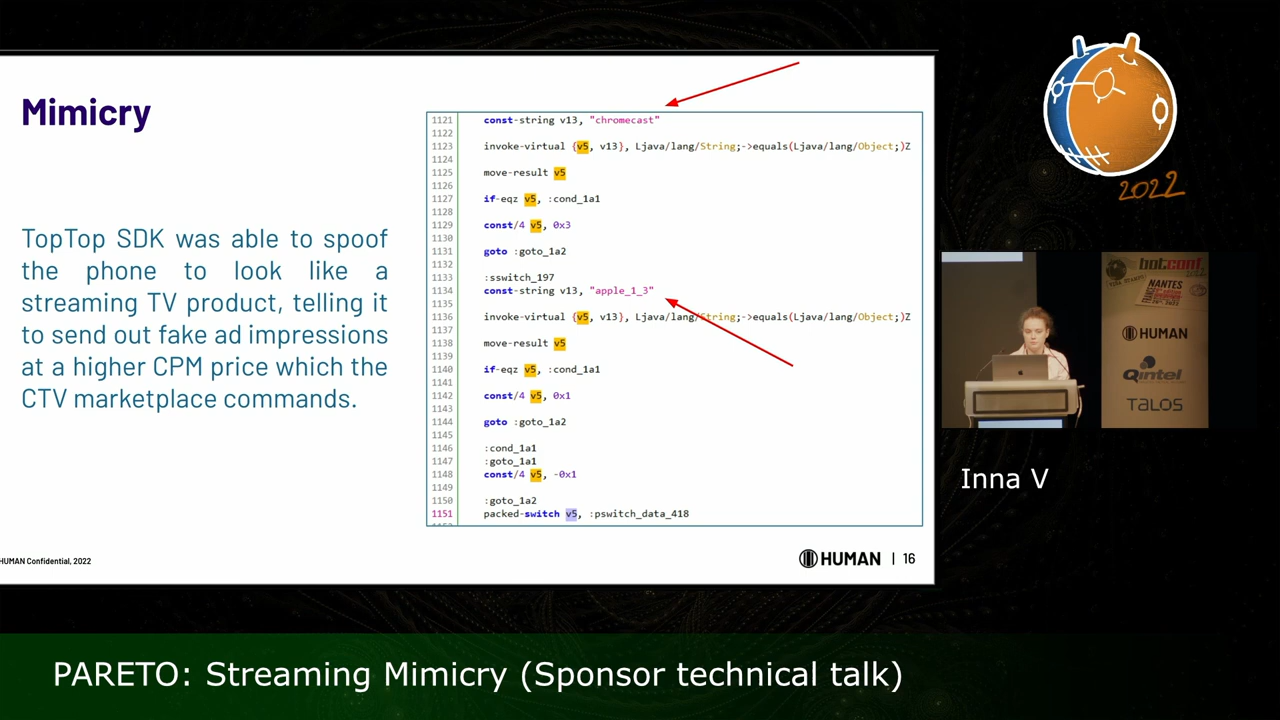 Mimicry
TopTop SDK was able to spoof
the phone to look like a
streaming TV product, telling it
to send out fake ad impressions
at a higher CPM price which the
CTV marketplace commands.
1121 const-string v13, "chromecast"
1122
1123 invoke-virtual {v5, v13}, Ljava/lang/String;->equals(Ljava/lang/Object;)Z
1124
1125 move-result v5
1126
1127 if-eqz v5, :cond_1a1
1128
1129 const/4 v5, 0x3
1130
1131 goto :goto_1a2
1132
1133 :sswitch_197
1134 const-string v13, "apple_1_3"
1135
1136 invoke-virtual {v5, v13}, Ljava/lang/String;->equals(Ljava/lang/Object;)Z
1137
1138 move-result v5
1139
1140 if-eqz v5, :cond_1a1
1141
1142 const/4 v5, 0x1
1143
1144 goto :goto_1a2
1145
1146 :cond_1a1
1147 :goto_1a1
1148 const/4 v5, -0x1
1149
1150 :goto_1a2
1151 packed-switch v5, :pswitch_data_418
HUMAN Confidential, 2022
HUMAN | 16
2022
botconf
NANTES
HUMAN
Qintel
TALOS
Inna V
PARETO: Streaming Mimicry (Sponsor technical talk)